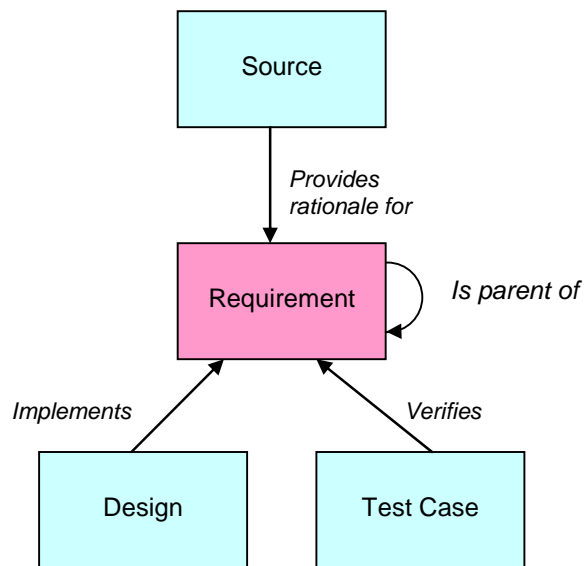 Source
Provides
rationale for
Requirement
Is parent of
Implements
Verifies
Design
Test Case